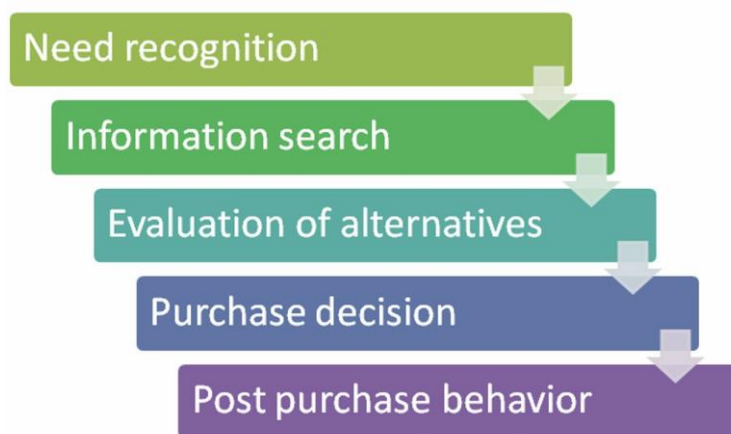 Need recognition
Information search
Evaluation of alternatives
Purchase decision
Post purchase behavior